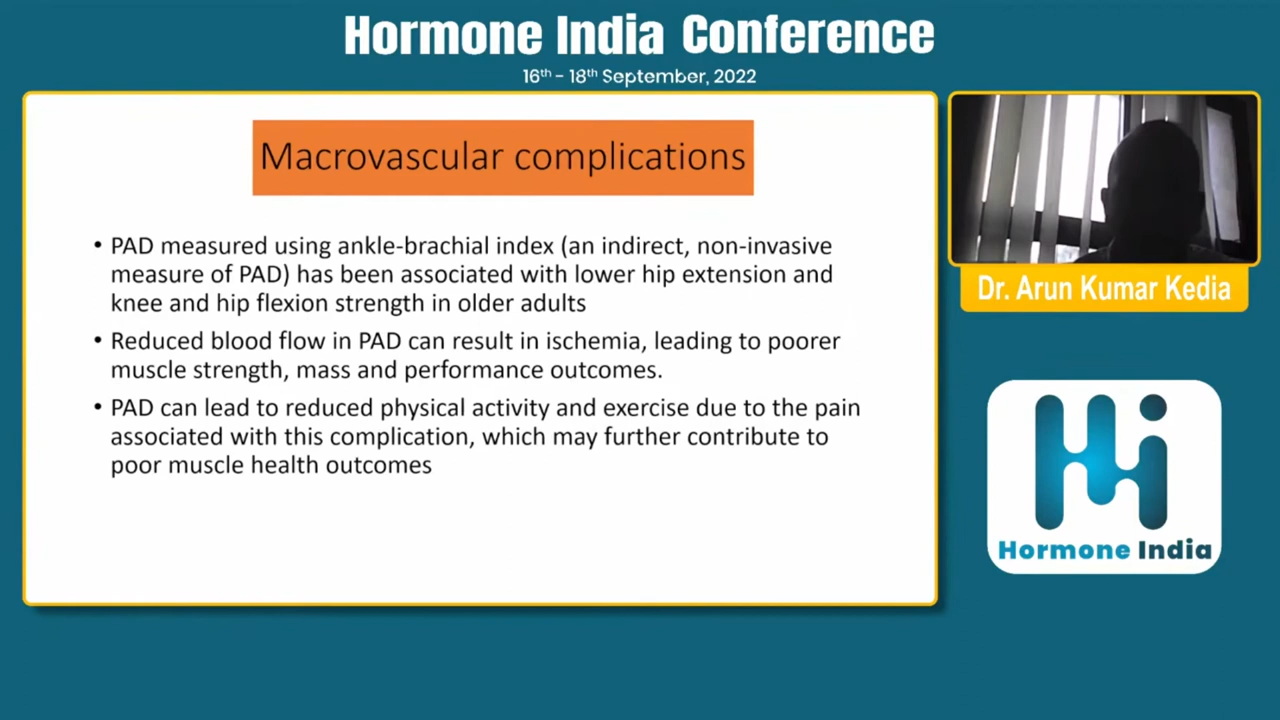 Hormone India Conference
16th - 18th September, 2022
Macrovascular complications
• PAD measured using ankle-brachial index (an indirect, non-invasive
measure of PAD) has been associated with lower hip extension and
knee and hip flexion strength in older adults
• Reduced blood flow in PAD can result in ischemia, leading to poorer
muscle strength, mass and performance outcomes.
• PAD can lead to reduced physical activity and exercise due to the pain
associated with this complication, which may further contribute to
poor muscle health outcomes
Dr. Arun Kumar Kedia
Hi
Hormone India